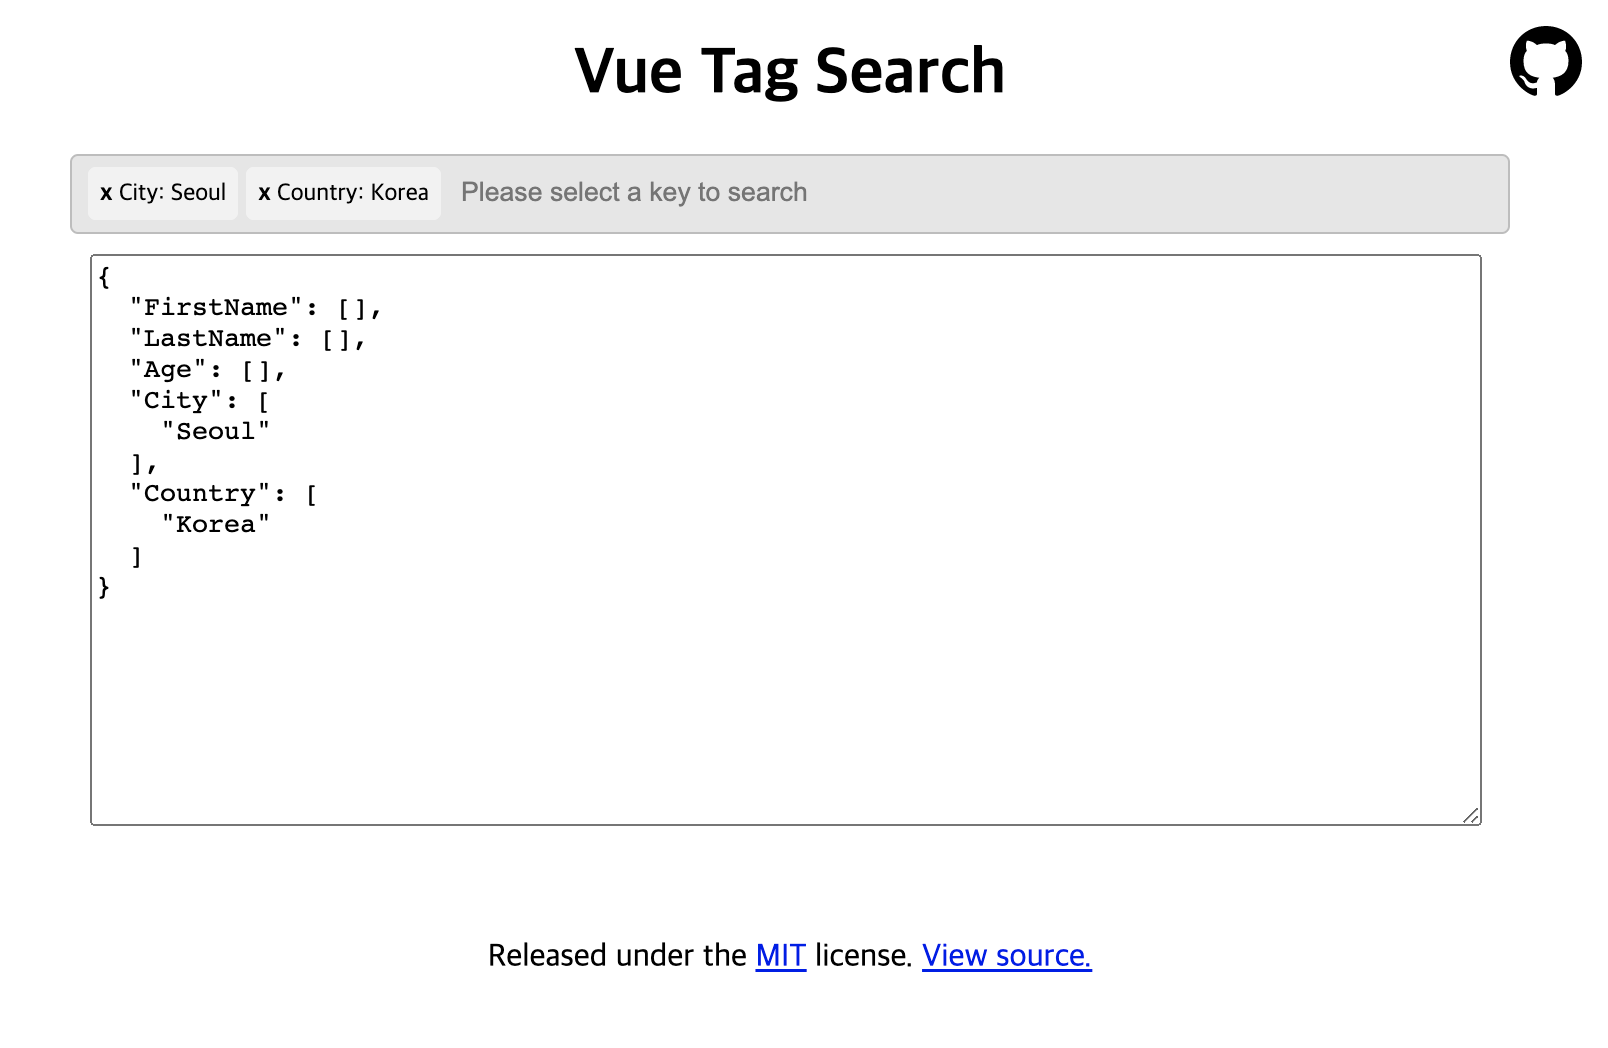 Vue Tag Search
x City: Seoul x Country: Korea Please select a key to search
{
  "FirstName": [],
  "LastName": [],
  "Age": [],
  "City": [
    "Seoul"
  ],
  "Country": [
    "Korea"
  ]
}
Released under the MIT license. View source.